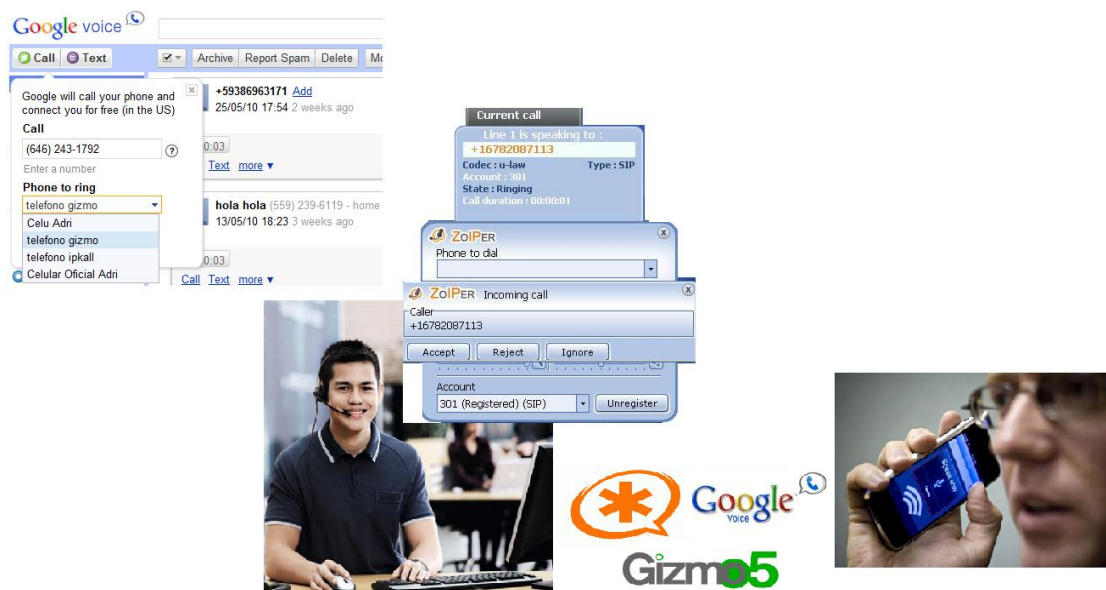 Google voice
Call Text Archive Report Spam Delete
Google will call your phone and
connect you for free (in the US)
Call
(646) 243-1792
Enter a number
Phone to ring
telefono gizmo
Celu Adri
telefono gizmo
telefono ipkall
Celular Oficial Adri
+59386963171 Add
25/05/10 17:54 2 weeks ago
0:03
Text more
hola hola (559) 239-6119 - home
13/05/10 18:23 3 weeks ago
0:03
Call Text more
Current call
Line 1 is speaking to :
+16782087113
Codec : u-law Type : SIP
Account : 301
State : Ringing
Call duration : 00:00:01
ZoIPER
Phone to dial
ZoIPER Incoming call
Caller
+16782087113
Accept Reject Ignore
Account
301 (Registered) (SIP) Unregister
Google
Voice
Gizmo5